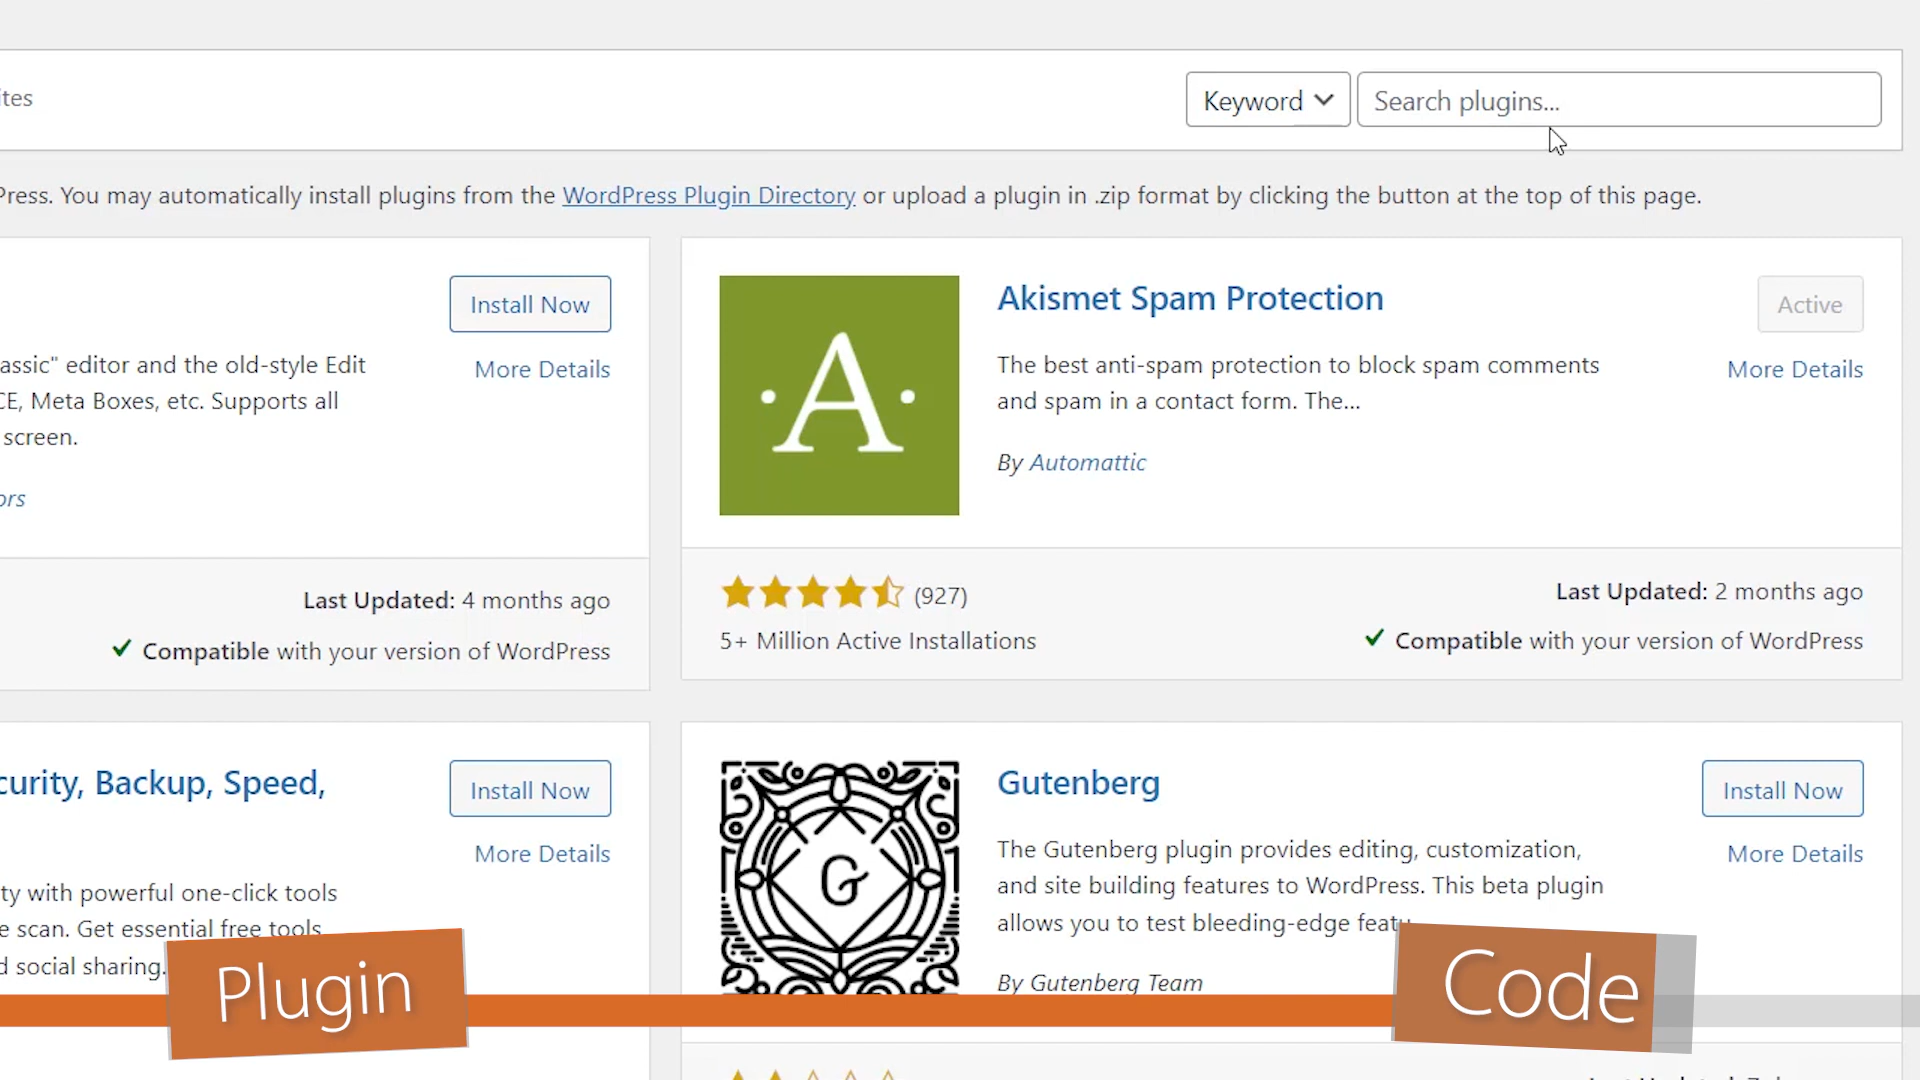 ites
Keyword
Search plugins...
Press. You may automatically install plugins from the WordPress Plugin Directory or upload a plugin in .zip format by clicking the button at the top of this page.
Install Now
assic" editor and the old-style Edit
More Details
CE, Meta Boxes, etc. Supports all
screen.
ors
Last Updated: 4 months ago
Compatible with your version of WordPress
A
Akismet Spam Protection
Active
The best anti-spam protection to block spam comments
and spam in a contact form. The...
More Details
By Automattic
(927)
Last Updated: 2 months ago
5+ Million Active Installations
Compatible with your version of WordPress
curity, Backup, Speed,
Install Now
More Details
ty with powerful one-click tools
e scan. Get essential free tools
d social sharing.
G
Gutenberg
Install Now
The Gutenberg plugin provides editing, customization,
and site building features to WordPress. This beta plugin
allows you to test bleeding-edge featu
More Details
By Gutenberg Team
Plugin
Code